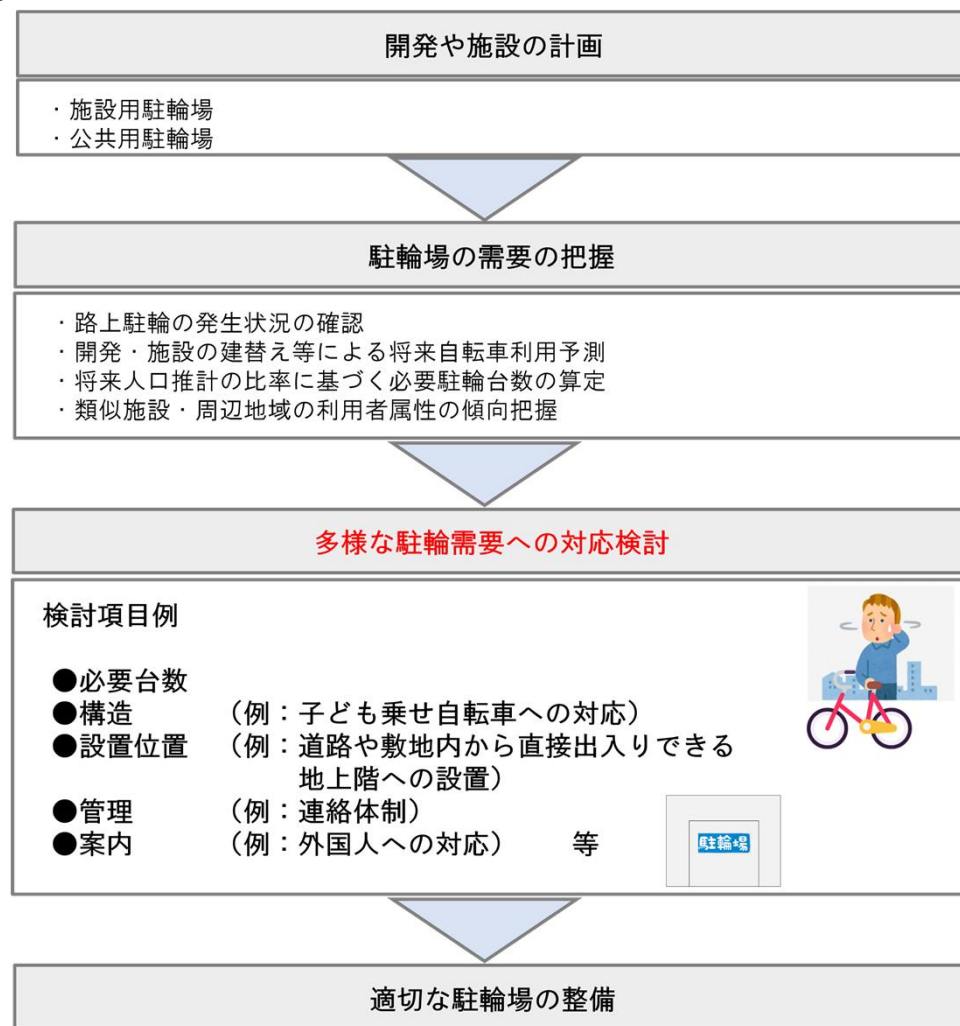 開発や施設の計画
・施設用駐輪場
・公共用駐輪場
駐輪場の需要の把握
・路上駐輪の発生状況の確認
・開発・施設の建替え等による将来自転車利用予測
・将来人口推計の比率に基づく必要駐輪台数の算定
・類似施設・周辺地域の利用者属性の傾向把握
多様な駐輪需要への対応検討
検討項目例
●必要台数
●構造 （例：子ども乗せ自転車への対応）
●設置位置 （例：道路や敷地内から直接出入りできる
地上階への設置）
●管理 （例：連絡体制）
●案内 （例：外国人への対応） 等
駐輪場
適切な駐輪場の整備